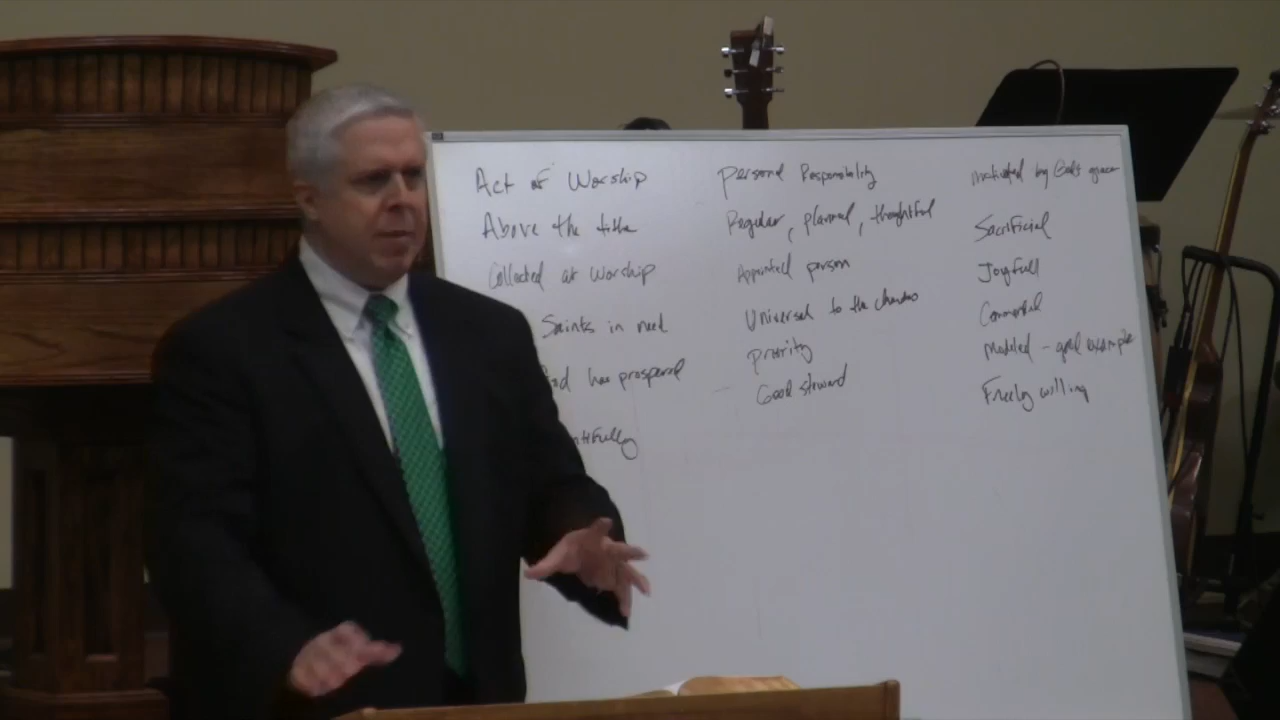 Act of Worship
Above the tithe
Collected at Worship
Saints in need
God has prospered
Personal Responsibility
Regular, planned, thoughtful
Appointed person
Universal to the
Priority
Good steward
Motivated by God's grace
Sacrificial
Joyfull
Modeled - good example
Freely willing